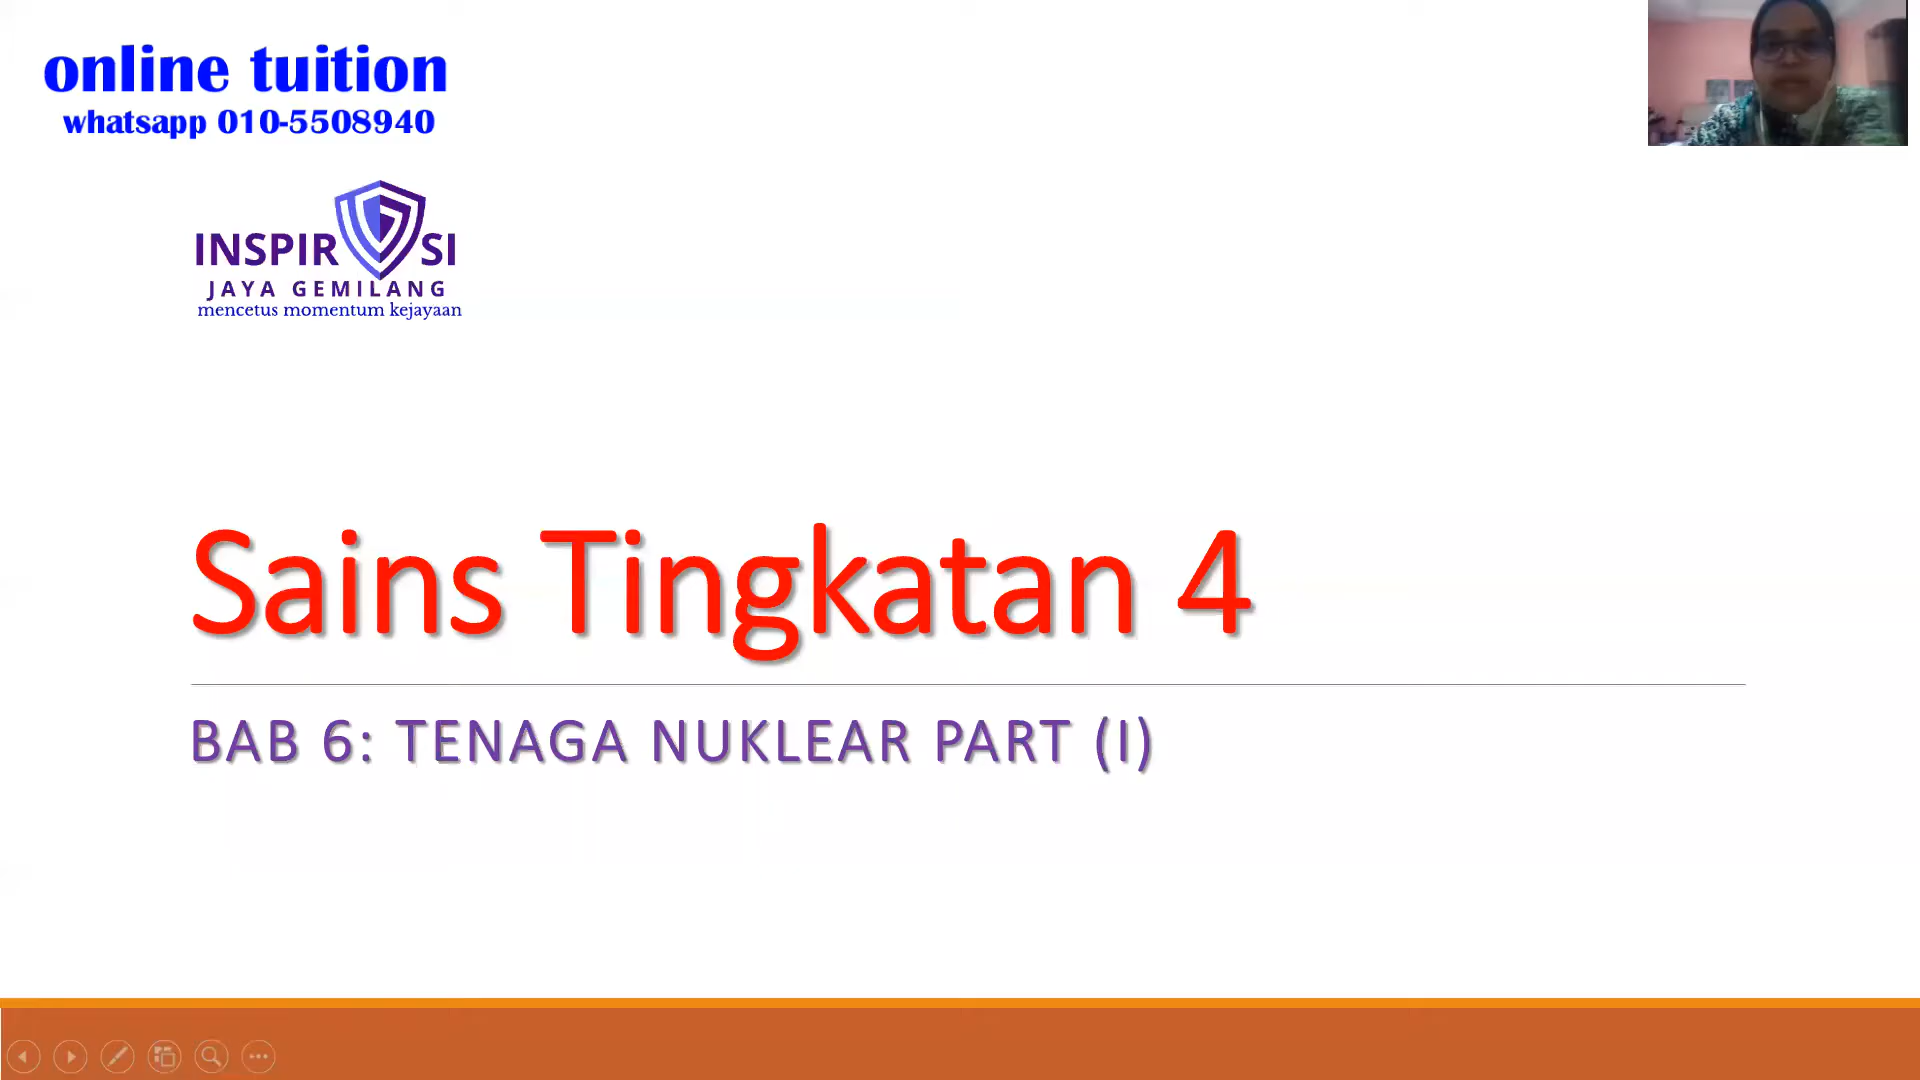 online tuition
whatsapp 010-5508940
INSPIRASI
JAYA GEMILANG
mencetus momentum kejayaan
Sains Tingkatan 4
BAB 6: TENAGA NUKLEAR PART (I)